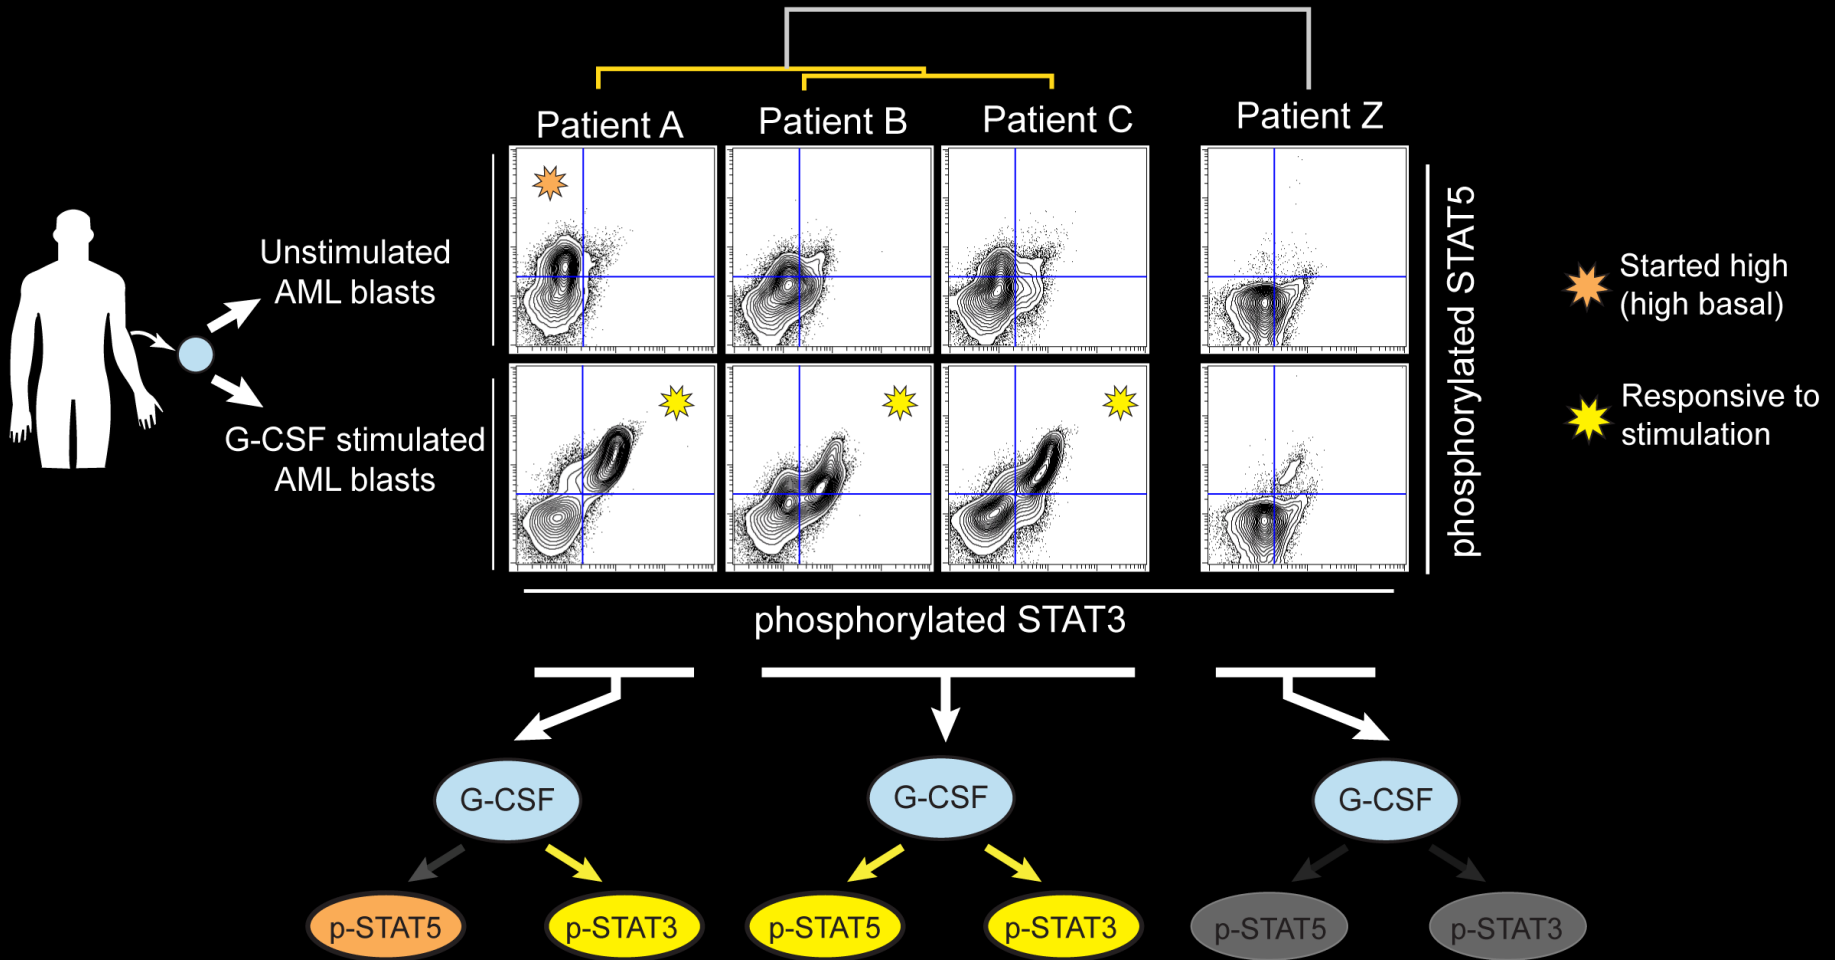 Patient A
Patient B
Patient C
Patient Z
Unstimulated
AML blasts
G-CSF stimulated
AML blasts
phosphorylated STAT5
Started high
(high basal)
Responsive to
stimulation
phosphorylated STAT3
G-CSF
G-CSF
G-CSF
p-STAT5
p-STAT3
p-STAT5
p-STAT3
p-STAT5
p-STAT3